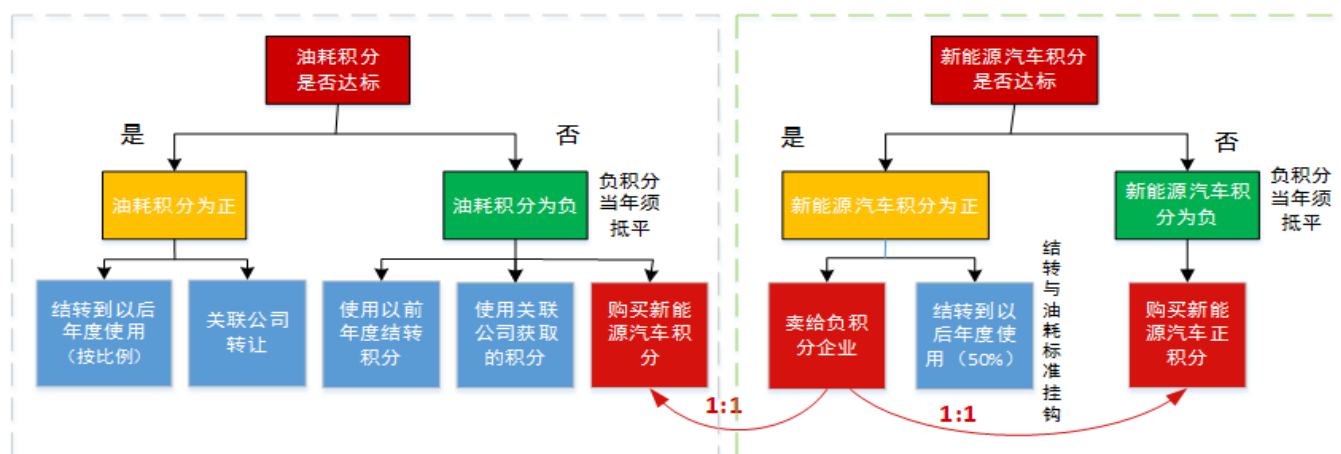 油耗积分
是否达标
是
否
油耗积分为正
油耗积分为负
负积分
当年须
抵平
结转到以后
年度使用
（按比例）
关联公司
转让
使用以前
年度结转
积分
使用关联
公司获取
的积分
购买新能
源汽车积
分
新能源汽车积分
是否达标
是
否
新能源汽车积分为正
新能源汽车积
分为负
负积分
当年须
抵平
卖给负积
分企业
结转到以
后年度使
用（50%）
结转与油耗标准挂钩
购买新能
源汽车正
积分
1:1
1:1